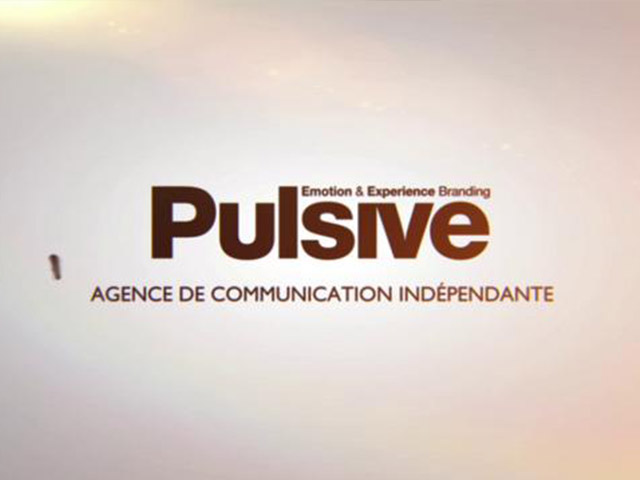 Emotion & Experience Branding
Pulsive
AGENCE DE COMMUNICATION INDÉPENDANTE